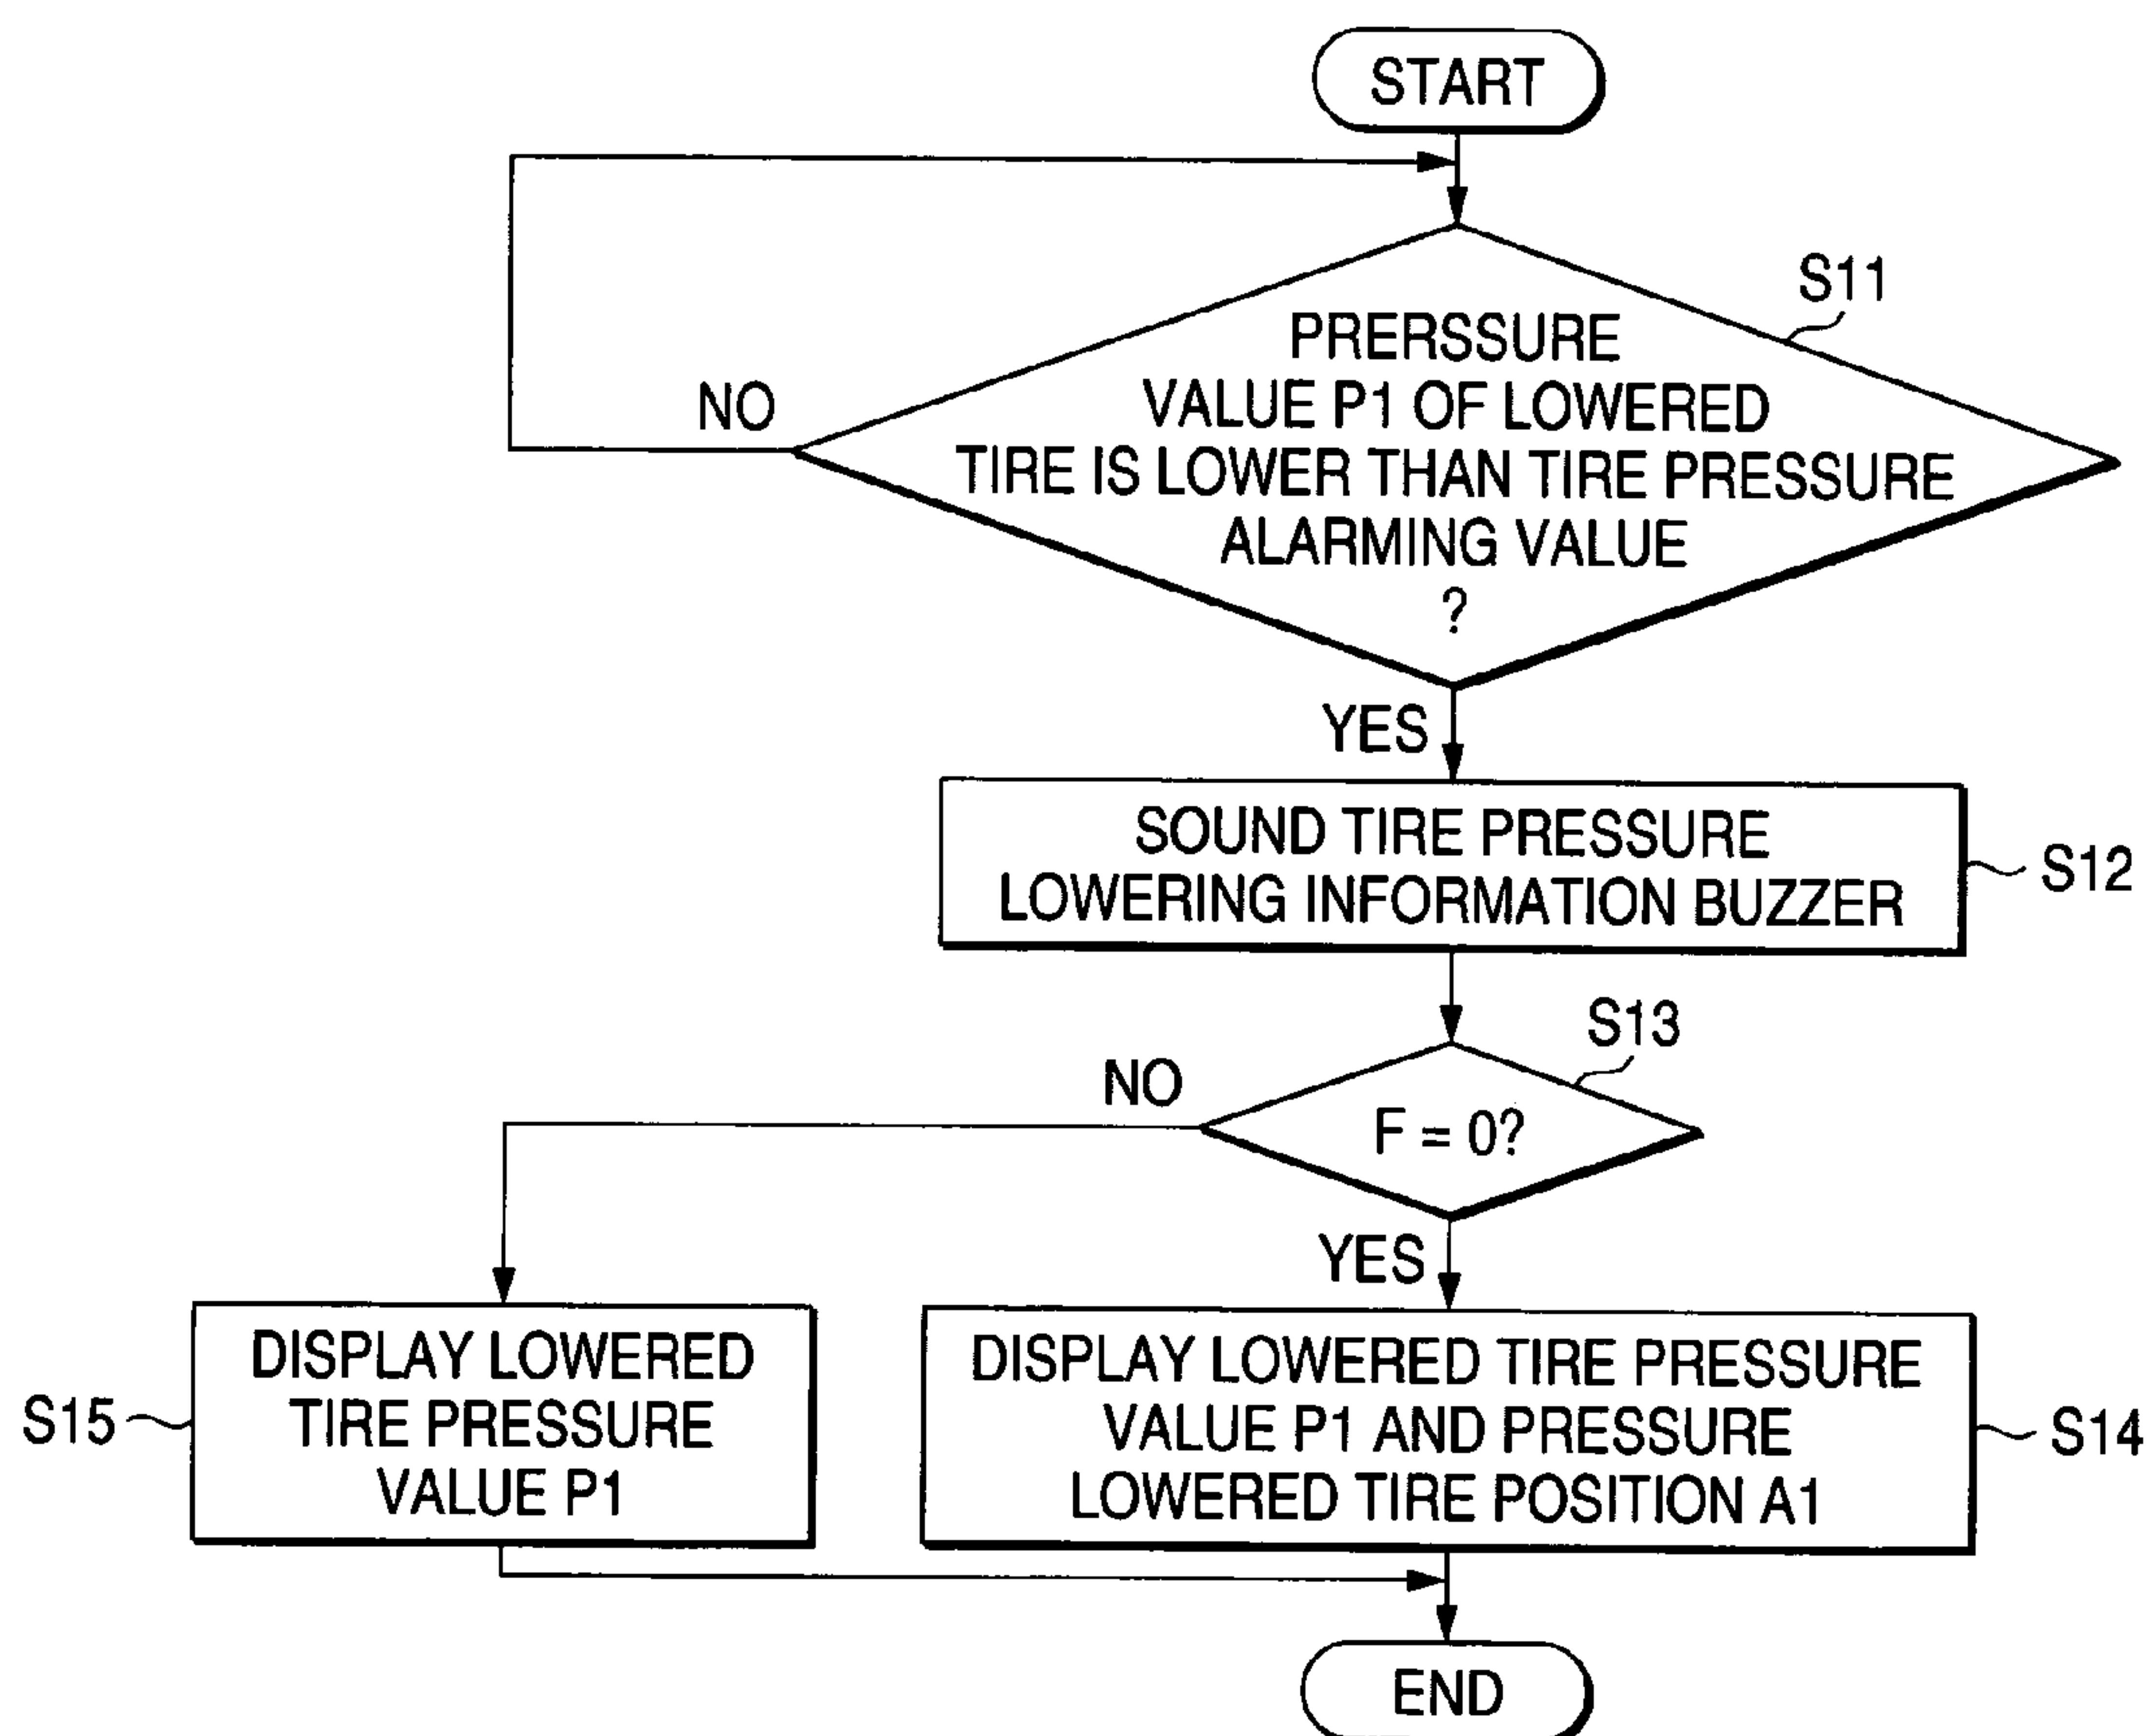 START
S11
PRERSSURE
VALUE P1 OF LOWERED
TIRE IS LOWER THAN TIRE PRESSURE
ALARMING VALUE
?
NO
YES
SOUND TIRE PRESSURE
LOWERING INFORMATION BUZZER
S12
S13
F = 0?
NO
YES
DISPLAY LOWERED
TIRE PRESSURE
VALUE P1
S15
DISPLAY LOWERED TIRE PRESSURE
VALUE P1 AND PRESSURE
LOWERED TIRE POSITION A1
S14
END